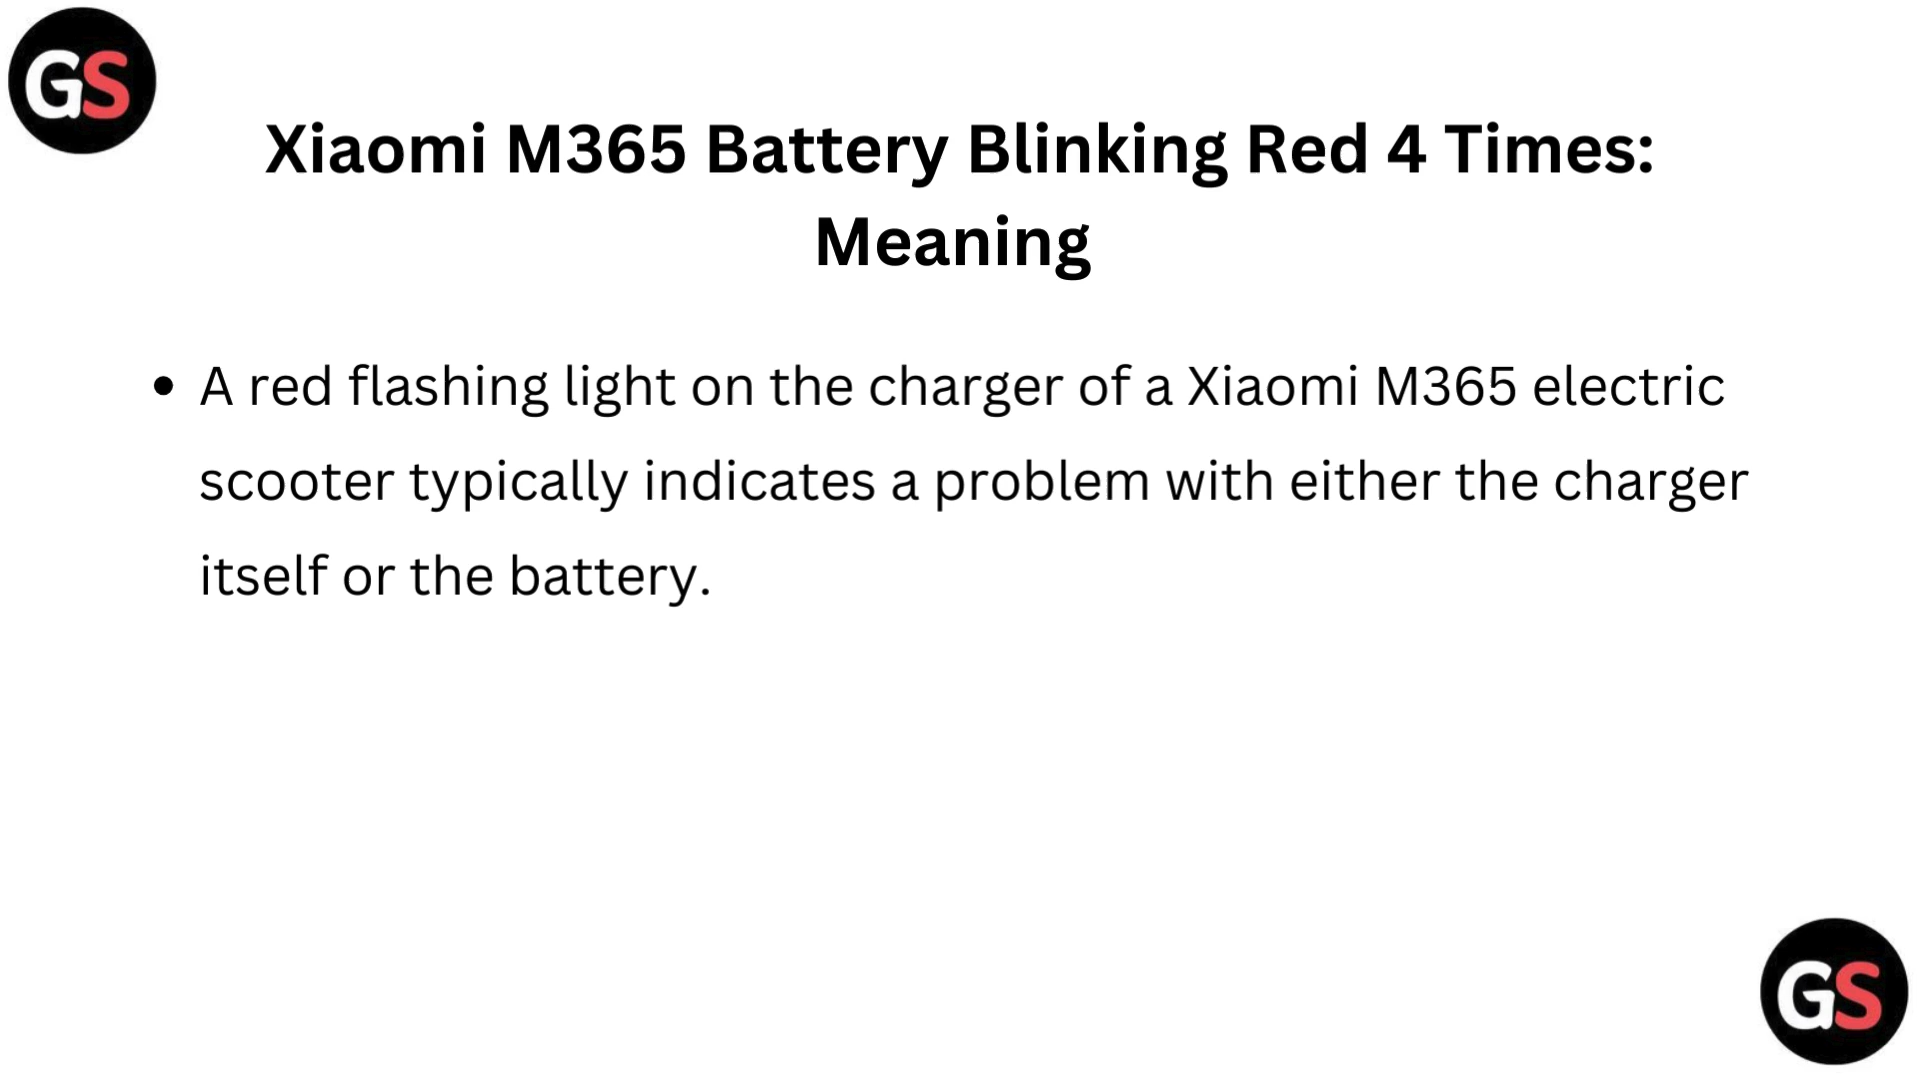 GS
Xiaomi M365 Battery Blinking Red 4 Times:
Meaning
• A red flashing light on the charger of a Xiaomi M365 electric
scooter typically indicates a problem with either the charger
itself or the battery.
GS